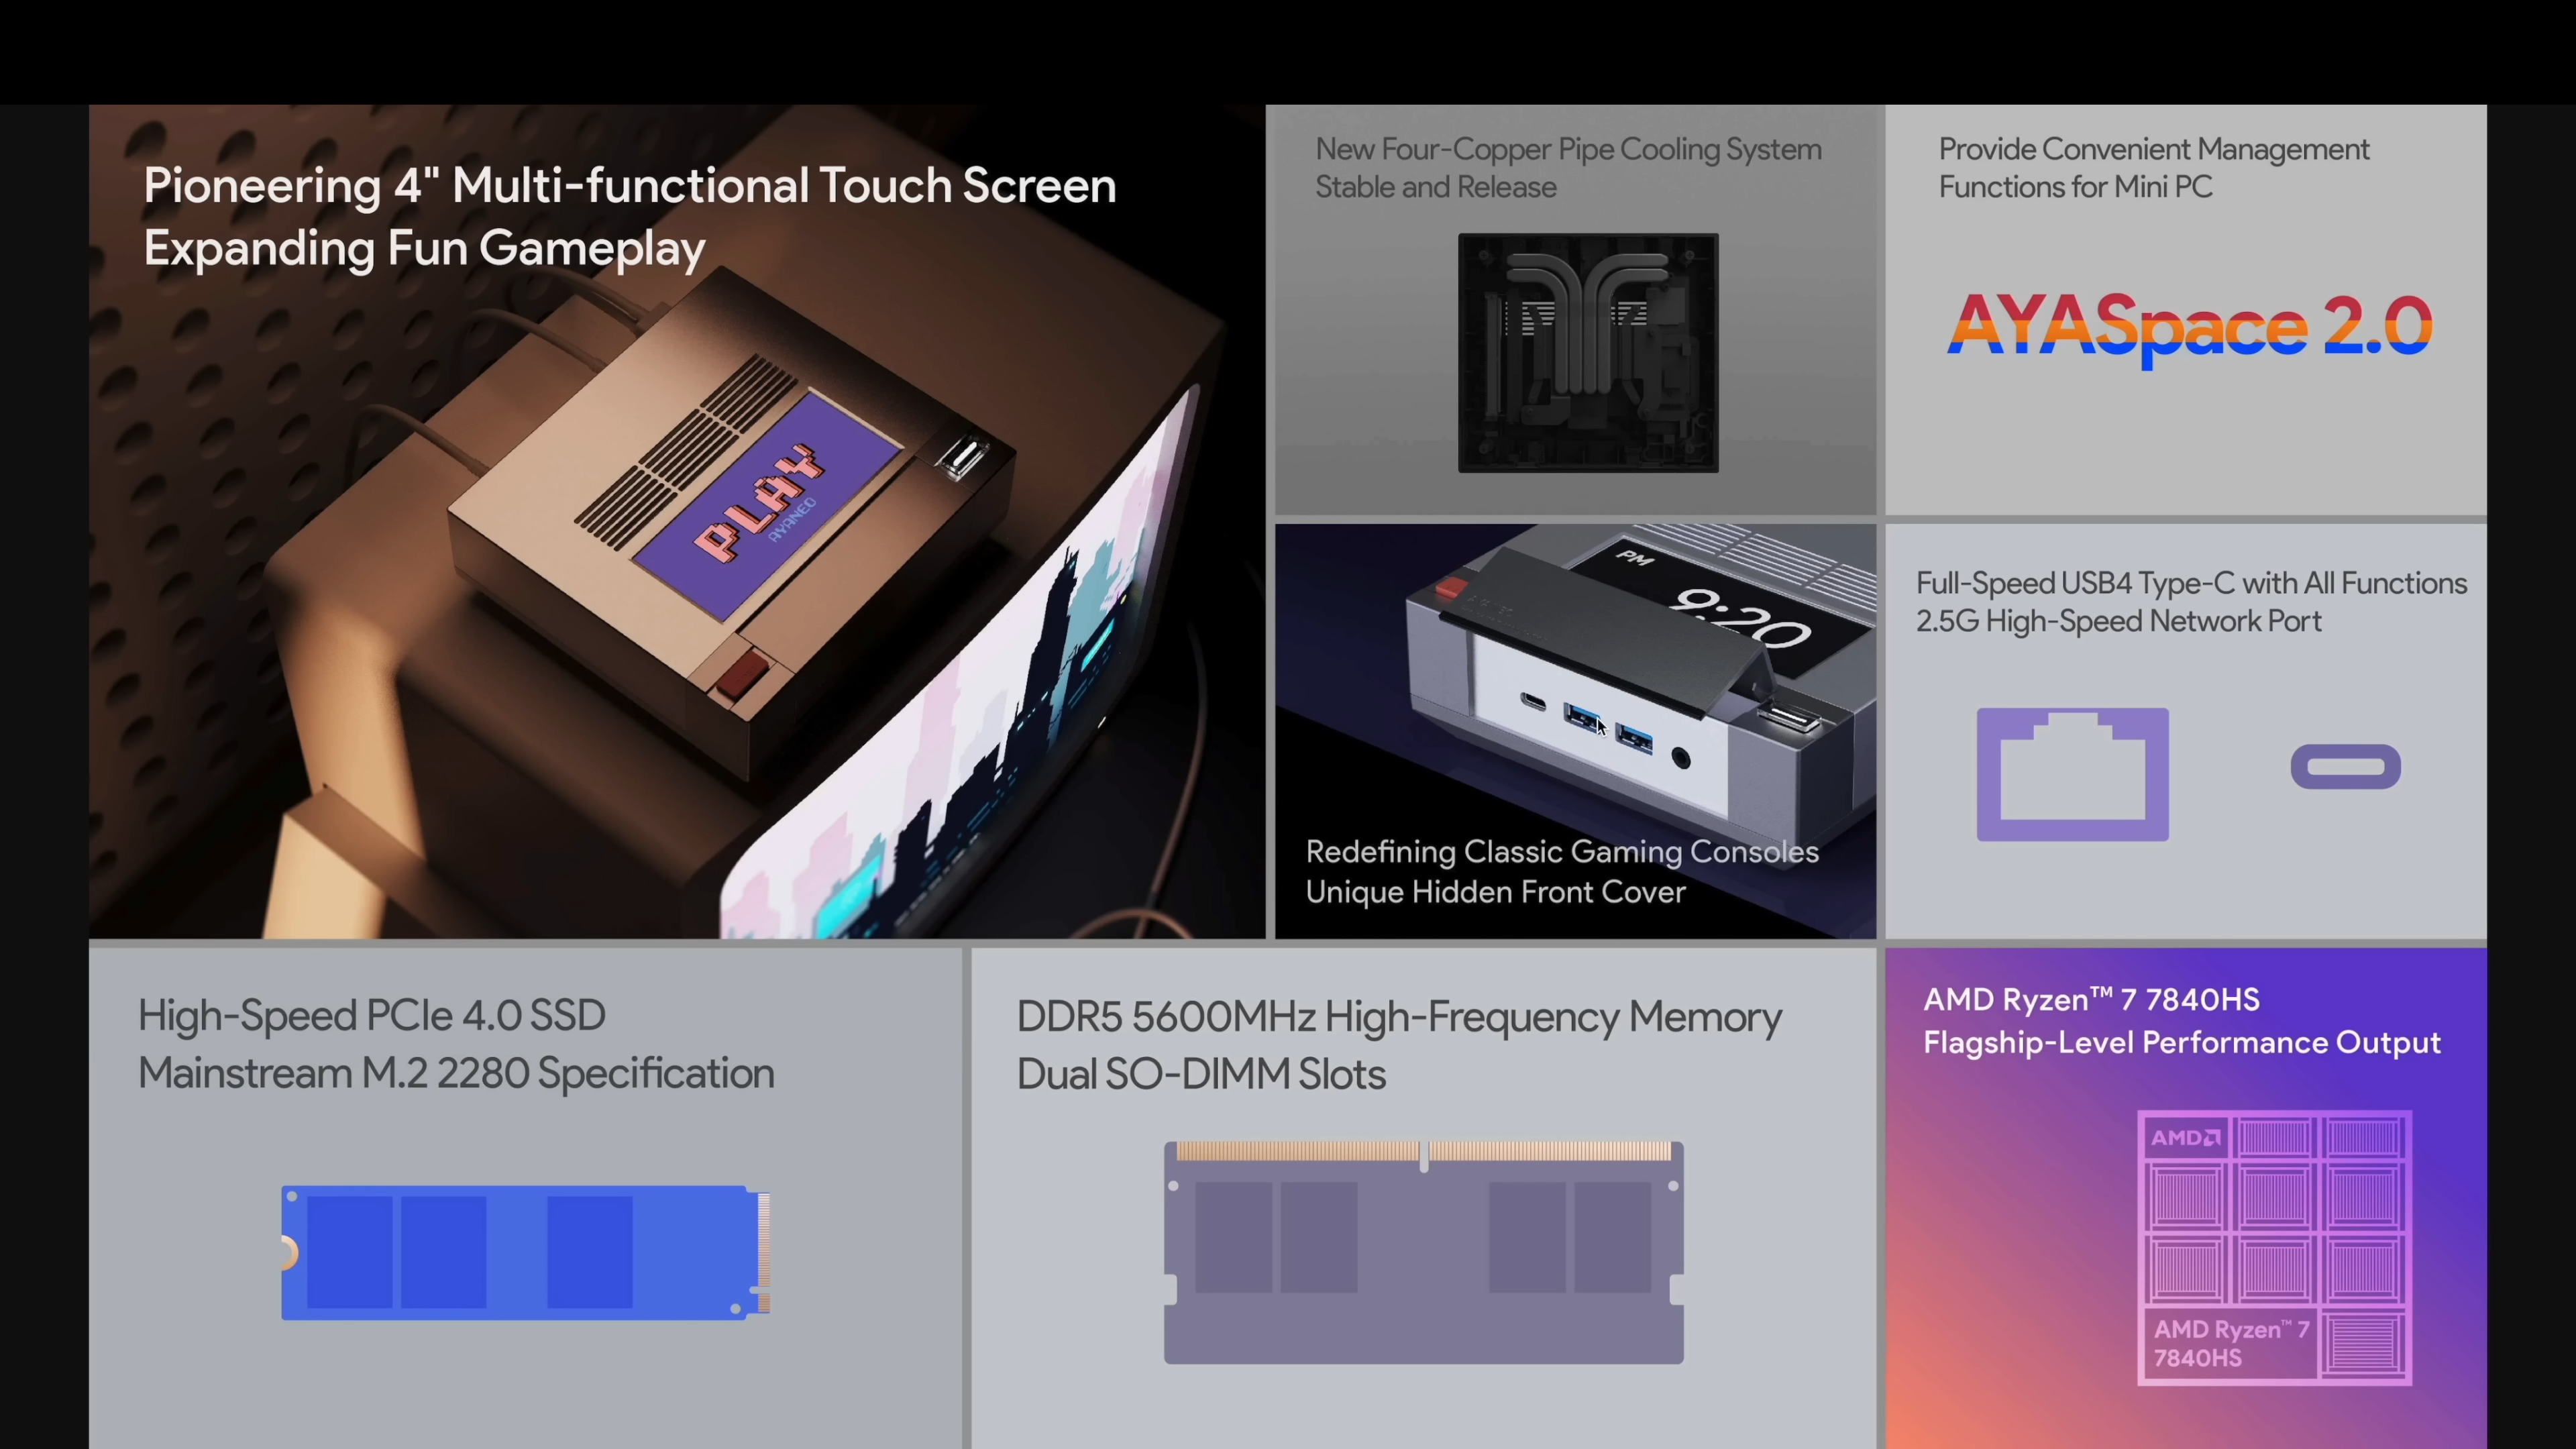 Pioneering 4" Multi-functional Touch Screen
Expanding Fun Gameplay
PLAY
AYANEO
New Four-Copper Pipe Cooling System
Stable and Release
Provide Convenient Management
Functions for Mini PC
AYASpace 2.0
PM
9:20
Redefining Classic Gaming Consoles
Unique Hidden Front Cover
Full-Speed USB4 Type-C with All Functions
2.5G High-Speed Network Port
High-Speed PCIe 4.0 SSD
Mainstream M.2 2280 Specification
DDR5 5600MHz High-Frequency Memory
Dual SO-DIMM Slots
AMD Ryzen™ 7 7840HS
Flagship-Level Performance Output
AMD
AMD Ryzen™ 7
7840HS